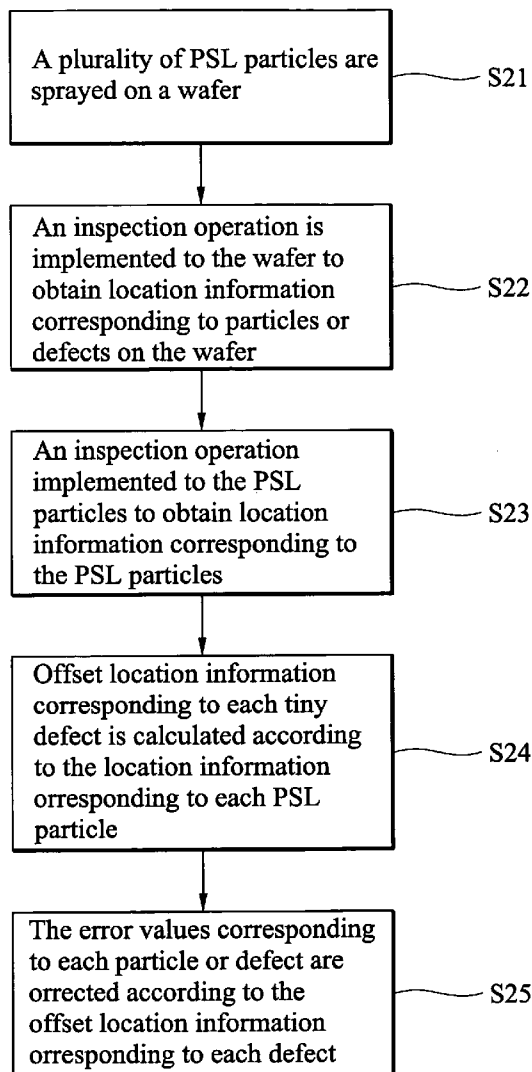 A plurality of PSL particles are
sprayed on a wafer
S21
An inspection operation is
implemented to the wafer to
obtain location information
corresponding to particles or
defects on the wafer
S22
An inspection operation
implemented to the PSL
particles to obtain location
information corresponding to
the PSL particles
S23
Offset location information
corresponding to each tiny
defect is calculated according
to the location information
orresponding to each PSL
particle
S24
The error values corresponding
to each particle or defect are
orrected according to the
offset location information
orresponding to each defect
S25